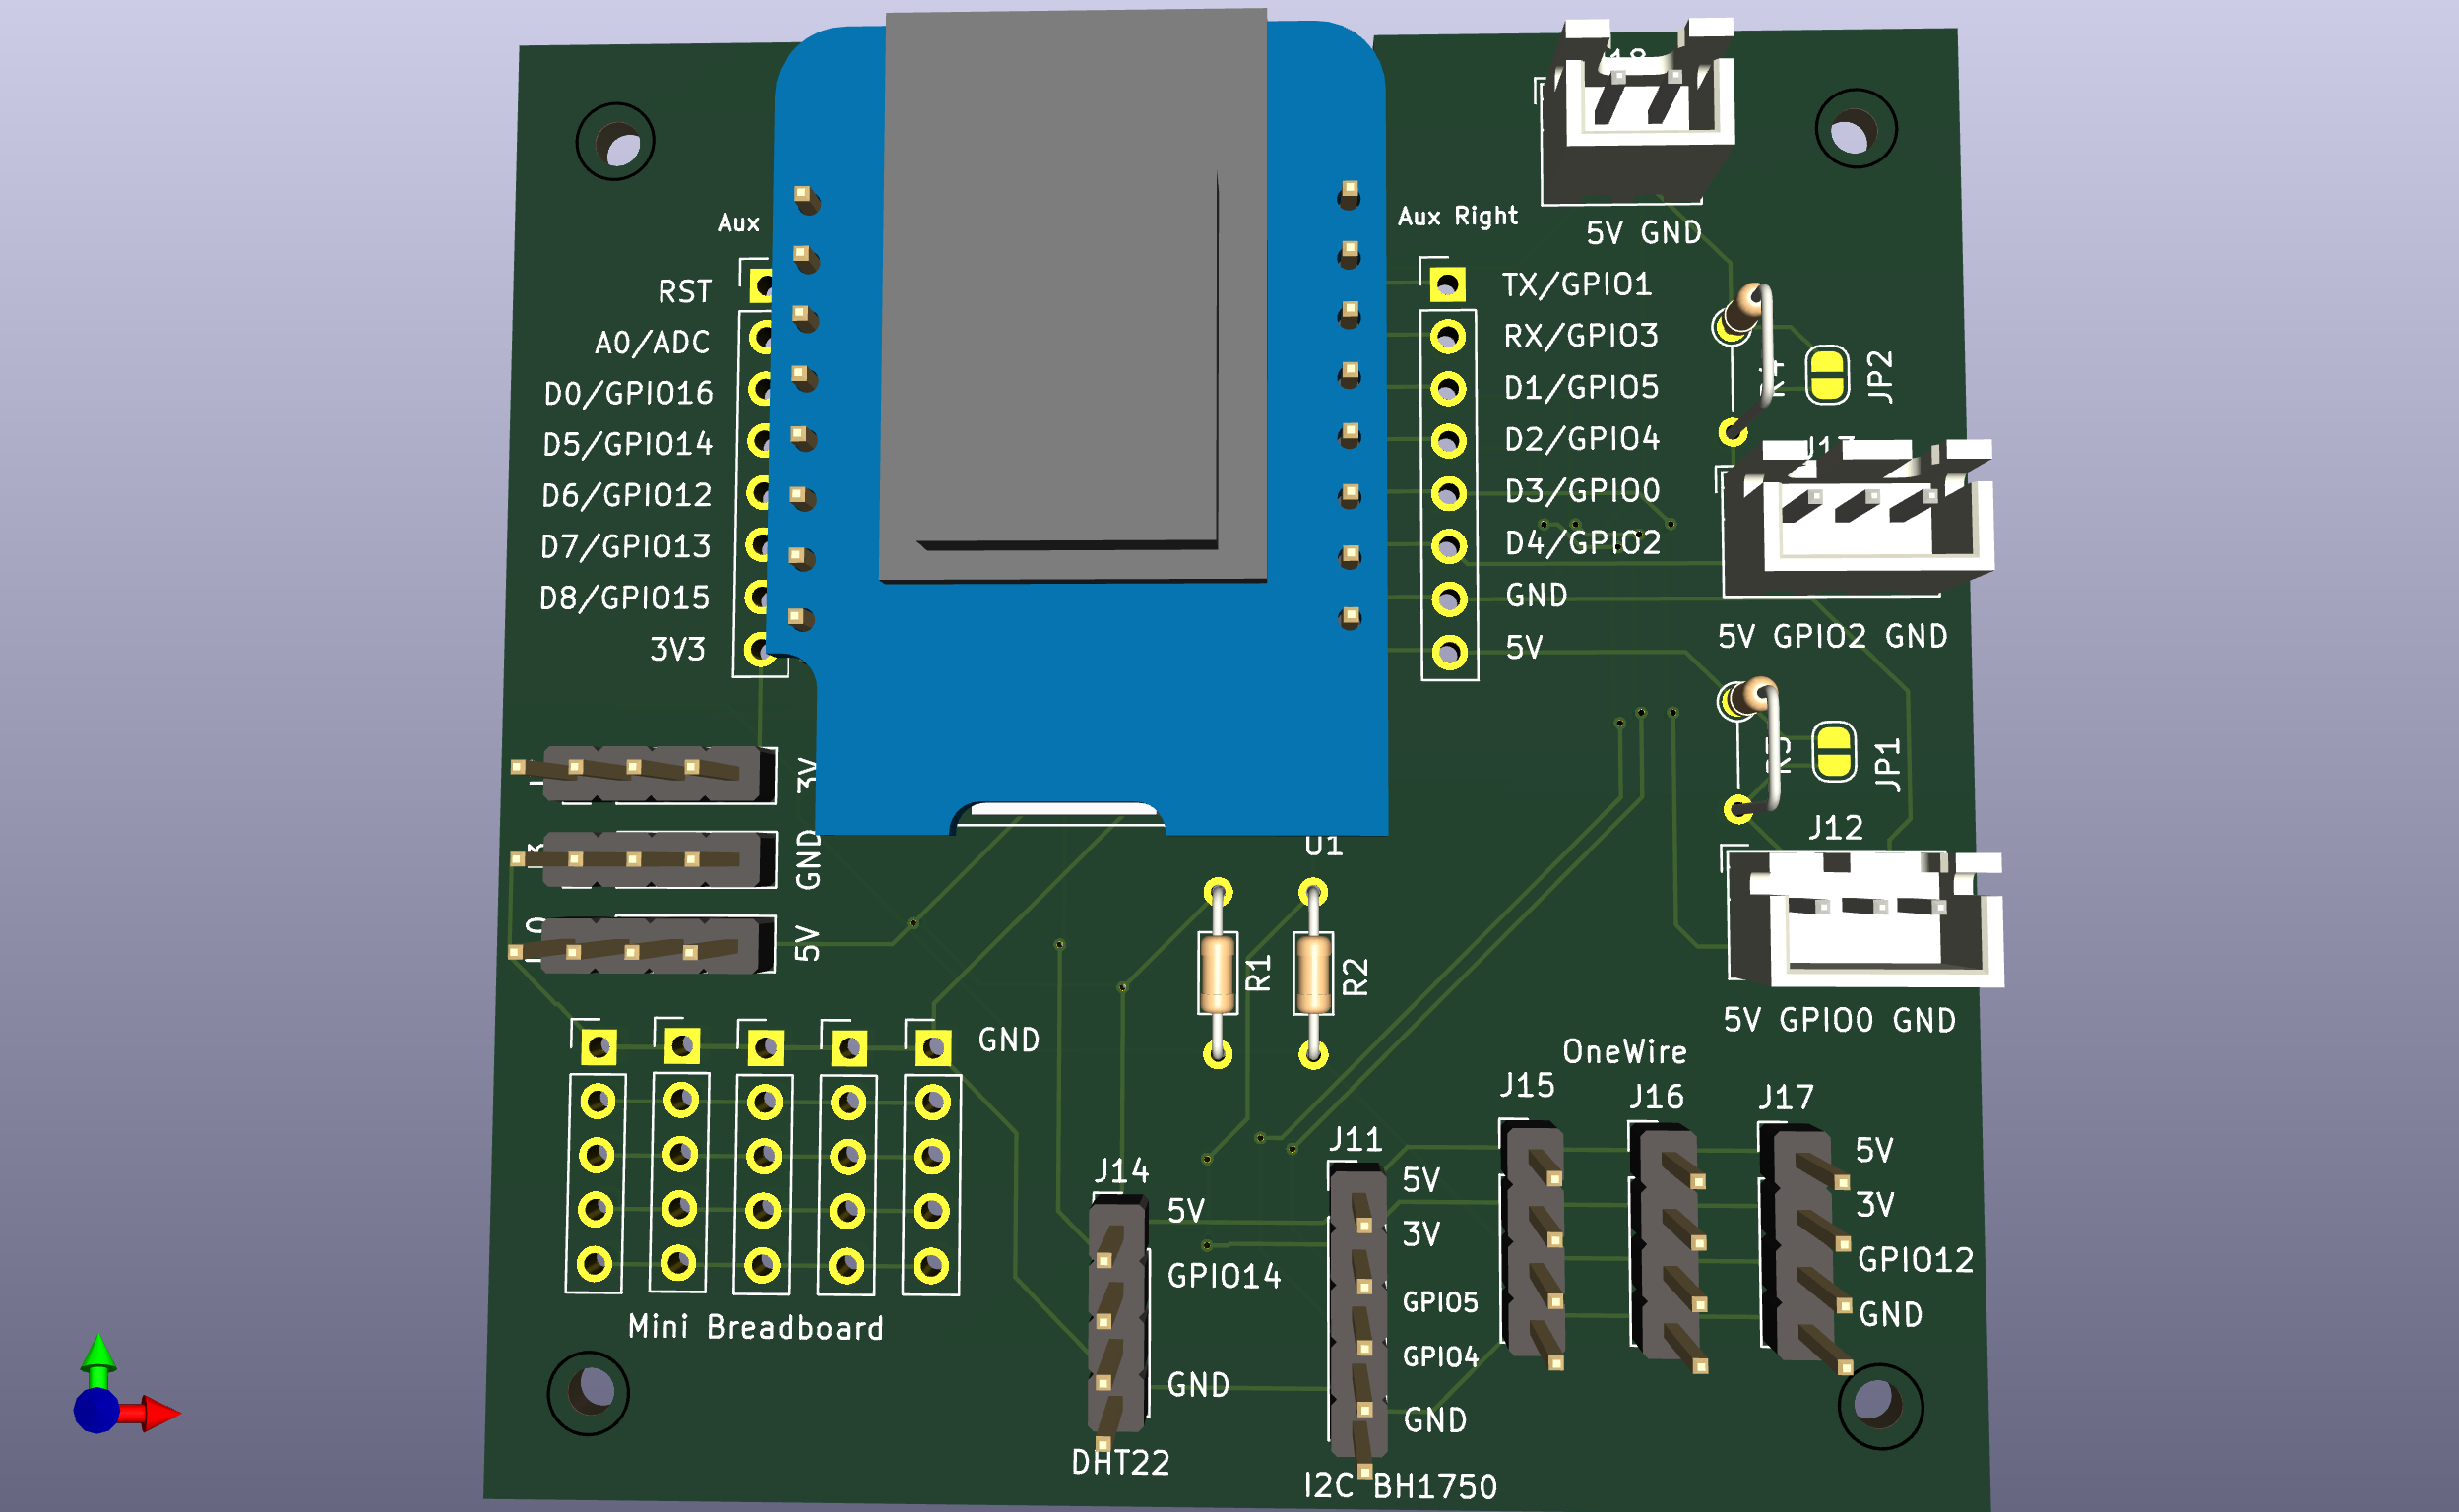 5V GND
Aux
Aux Right
RST
A0/ADC
D0/GPIO16
D5/GPIO14
D6/GPIO12
D7/GPIO13
D8/GPIO15
3V3
TX/GPIO1
RX/GPIO3
D1/GPIO5
D2/GPIO4
D3/GPIO0
D4/GPIO2
GND
5V
JP2
5V GPIO2 GND
JP1
J12
5V GPIO0 GND
3V
GND
5V
U1
R1
R2
GND
Mini Breadboard
J14
5V
GPIO14
GND
DHT22
J11
5V
3V
GPIO5
GPIO4
GND
I2C BH1750
OneWire
J15
J16
J17
5V
3V
GPIO12
GND